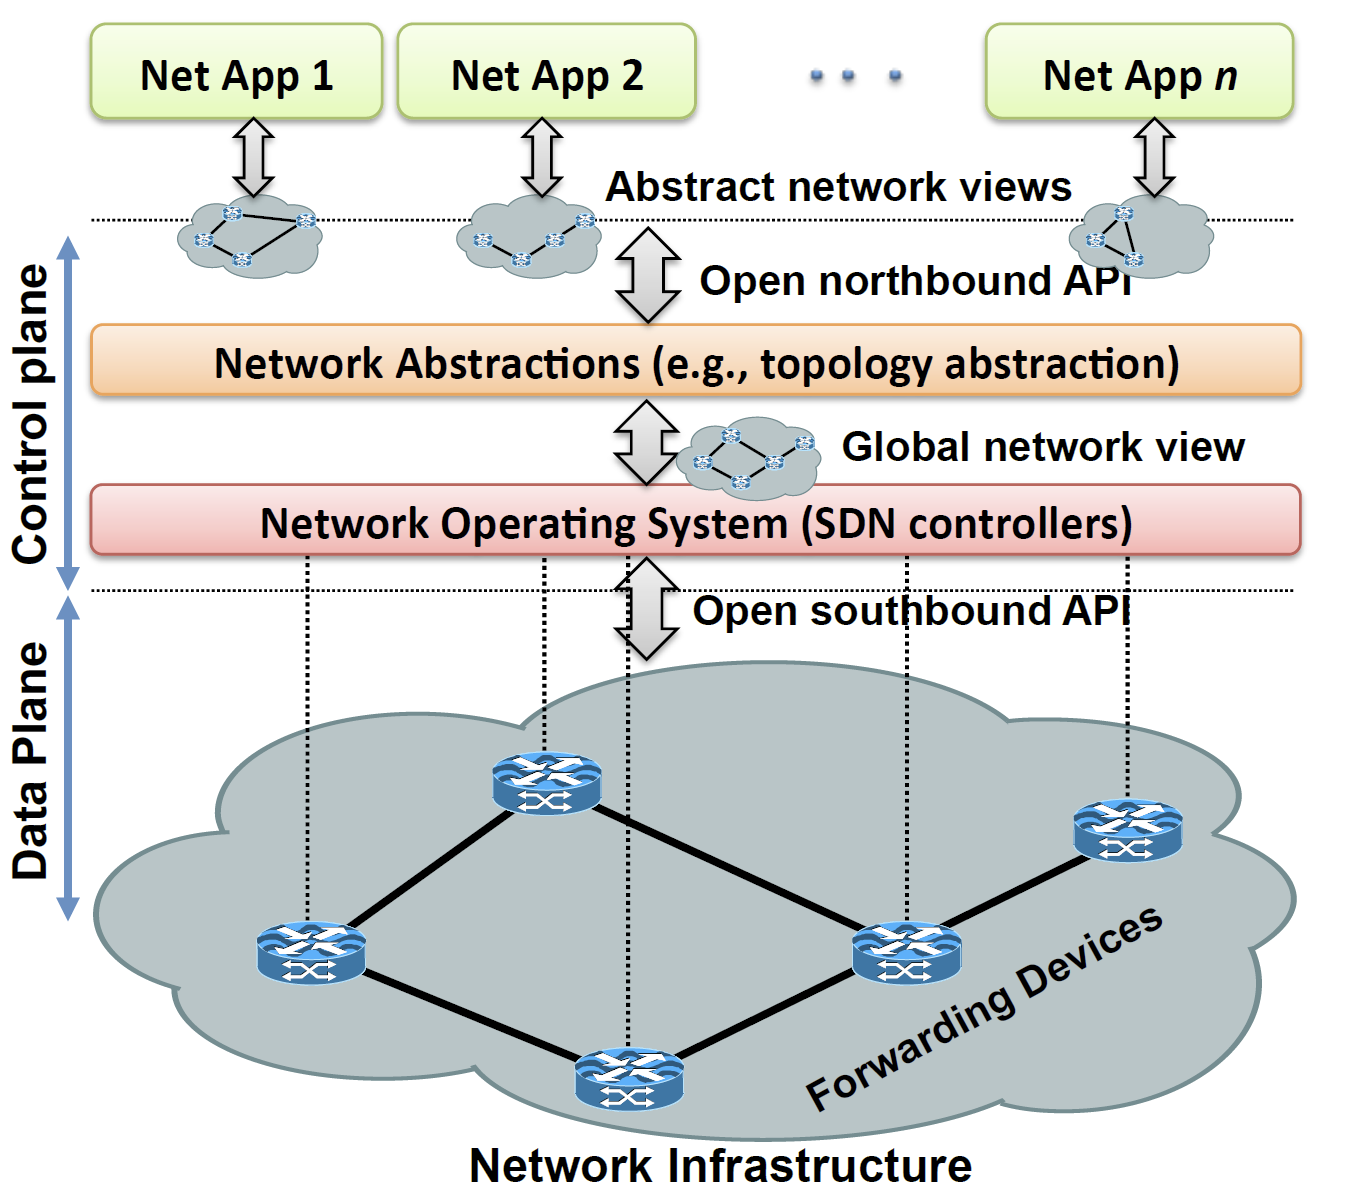 Net App 1
Net App 2
Net App n
Abstract network views
Open northbound API
Control plane
Network Abstractions (e.g., topology abstraction)
Global network view
Network Operating System (SDN controllers)
Open southbound API
Data Plane
Forwarding Devices
Network Infrastructure